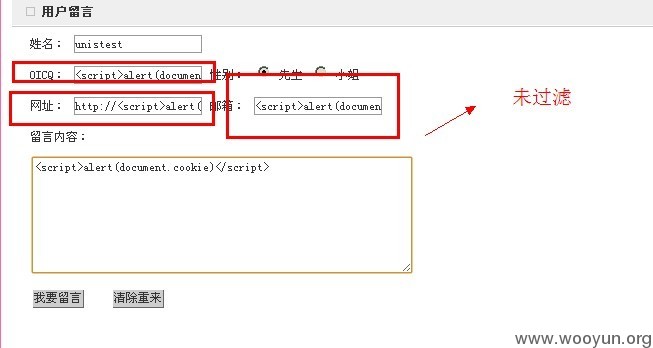 用户留言
姓名： unistest
OICQ： <script>alert(documen 性别： 先生 小姐
网址： http://<script>alert( 邮箱： <script>alert(documen
未过滤
留言内容：
<script>alert(document.cookie)</script>
我要留言 清除重来
www.wooyun.org